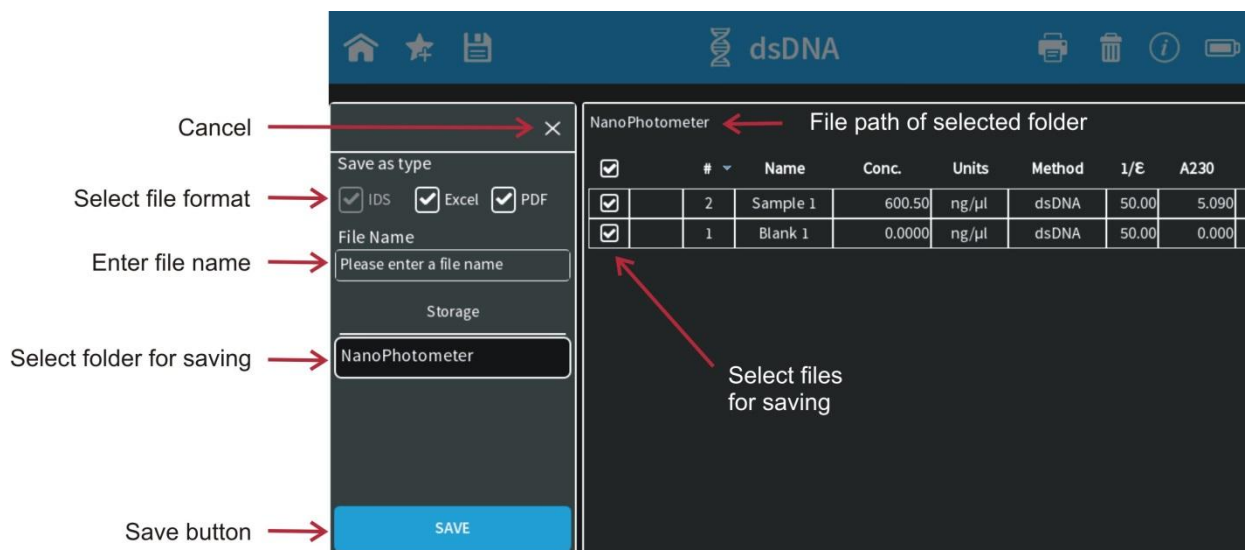 dsDNA
i
Cancel
Select file format
Enter file name
Select folder for saving
Save button
Save as type
IDS Excel PDF
File Name
Please enter a file name
Storage
NanoPhotometer
SAVE
NanoPhotometer File path of selected folder
# Name Conc. Units Method 1/Ɛ A230
2 Sample 1 600.50 ng/µl dsDNA 50.00 5.090
1 Blank 1 0.0000 ng/µl dsDNA 50.00 0.000
Select files
for saving